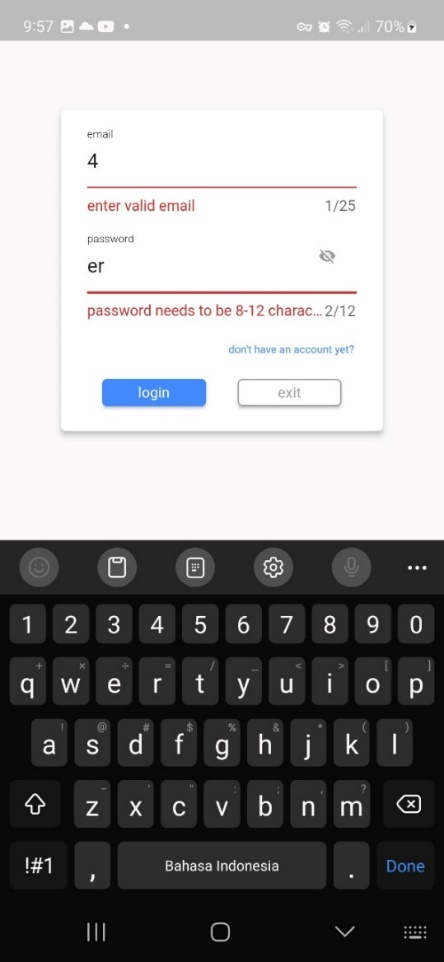 9:57 70%
email
4
enter valid email 1/25
password
er
password needs to be 8-12 charac... 2/12
don't have an account yet?
login exit
1 2 3 4 5 6 7 8 9 0
+ × ÷ = / _ < > [ ]
q w e r t y u i o p
! @ # $ % & * ( )
a s d f g h j k l
- ' " : ; , ?
z x c v b n m
!#1 , Bahasa Indonesia . Done